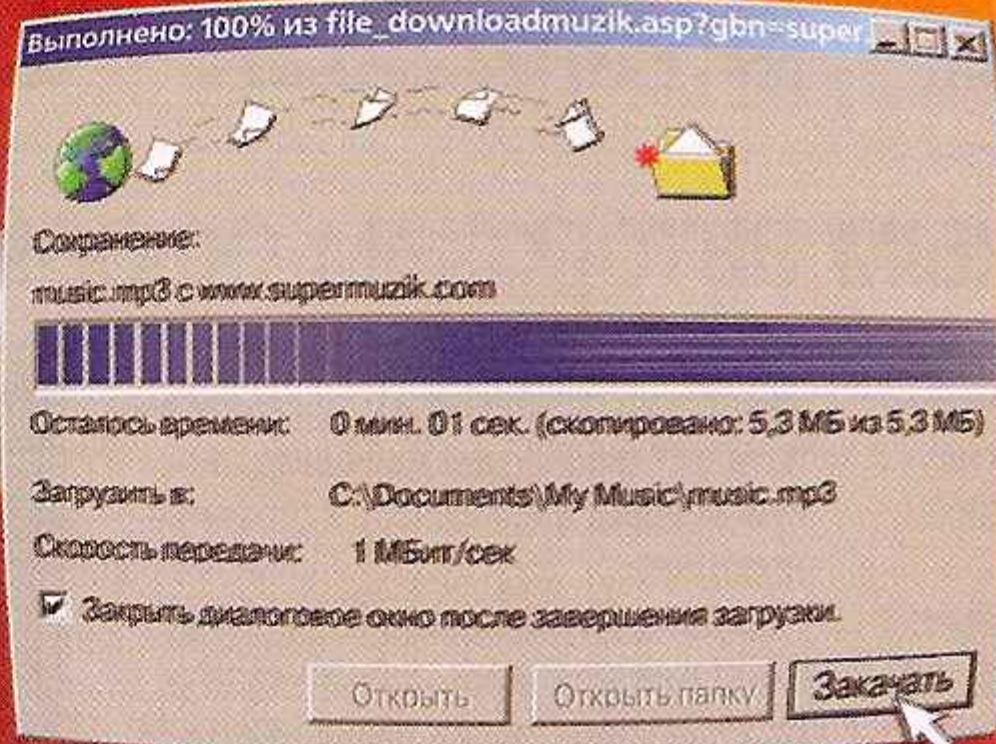 Выполнено: 100% из file_downloadmuzik.asp?gbn=super
Сохранение:
music.mp3 с www.supermuzik.com
Осталось времени: 0 мин. 01 сек. (скопировано: 5,3 МБ из 5,3 МБ)
Загрузить в: C:\Documents\My Music\music.mp3
Скорость передачи: 1 МБит/сек
Закрыть диалоговое окно после завершения загрузки.
Открыть Открыть папку Закачать